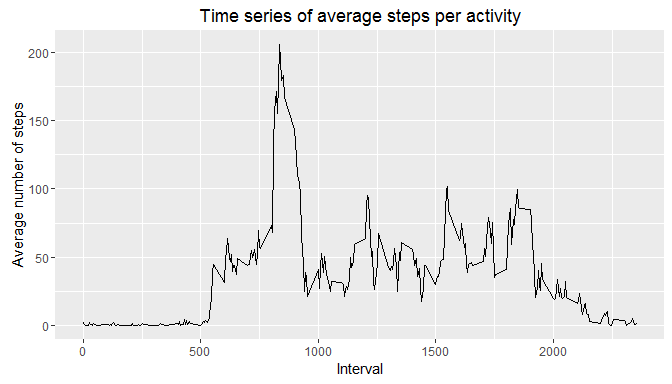 Time series of average steps per activity
Average number of steps
200
150
100
50
0
0 500 1000 1500 2000
Interval